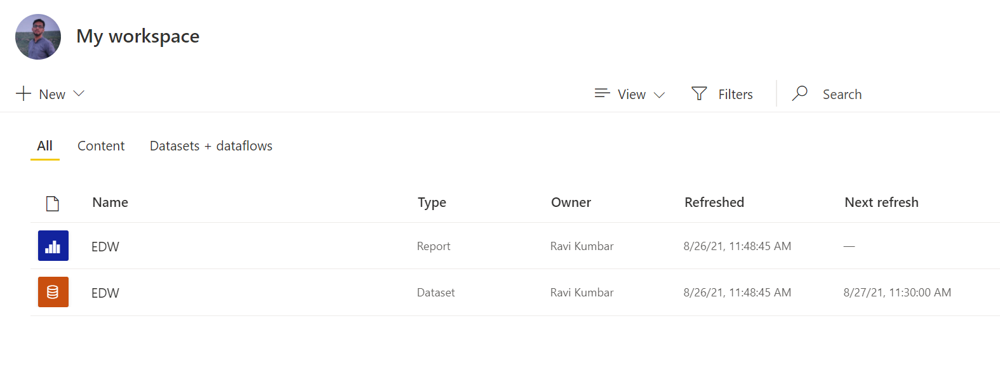 My workspace
New View Filters Search
All Content Datasets + dataflows
Name Type Owner Refreshed Next refresh
EDW Report Ravi Kumbar 8/26/21, 11:48:45 AM —
EDW Dataset Ravi Kumbar 8/26/21, 11:48:45 AM 8/27/21, 11:30:00 AM